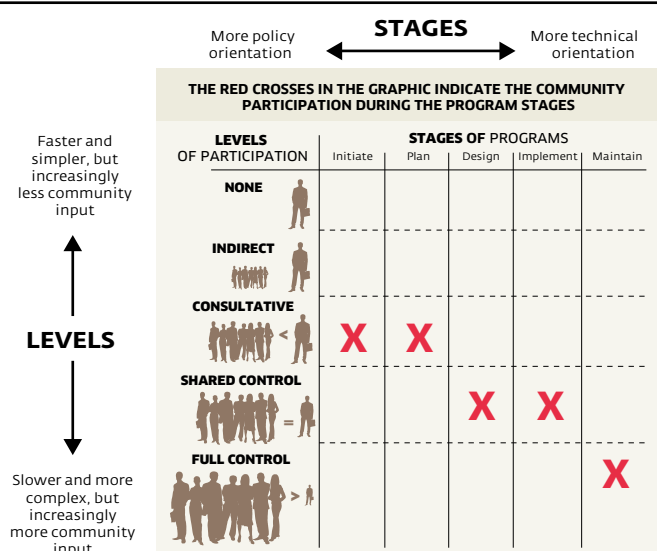 More policy
orientation
STAGES
More technical
orientation
THE RED CROSSES IN THE GRAPHIC INDICATE THE COMMUNITY
PARTICIPATION DURING THE PROGRAM STAGES
Faster and
simpler, but
increasingly
less community
input
LEVELS
Slower and more
complex, but
increasingly
more community
input
LEVELS
OF PARTICIPATION
STAGES OF PROGRAMS
Initiate Plan Design Implement Maintain
NONE
INDIRECT
CONSULTATIVE
<
X X
SHARED CONTROL
=
X X
FULL CONTROL
>
X